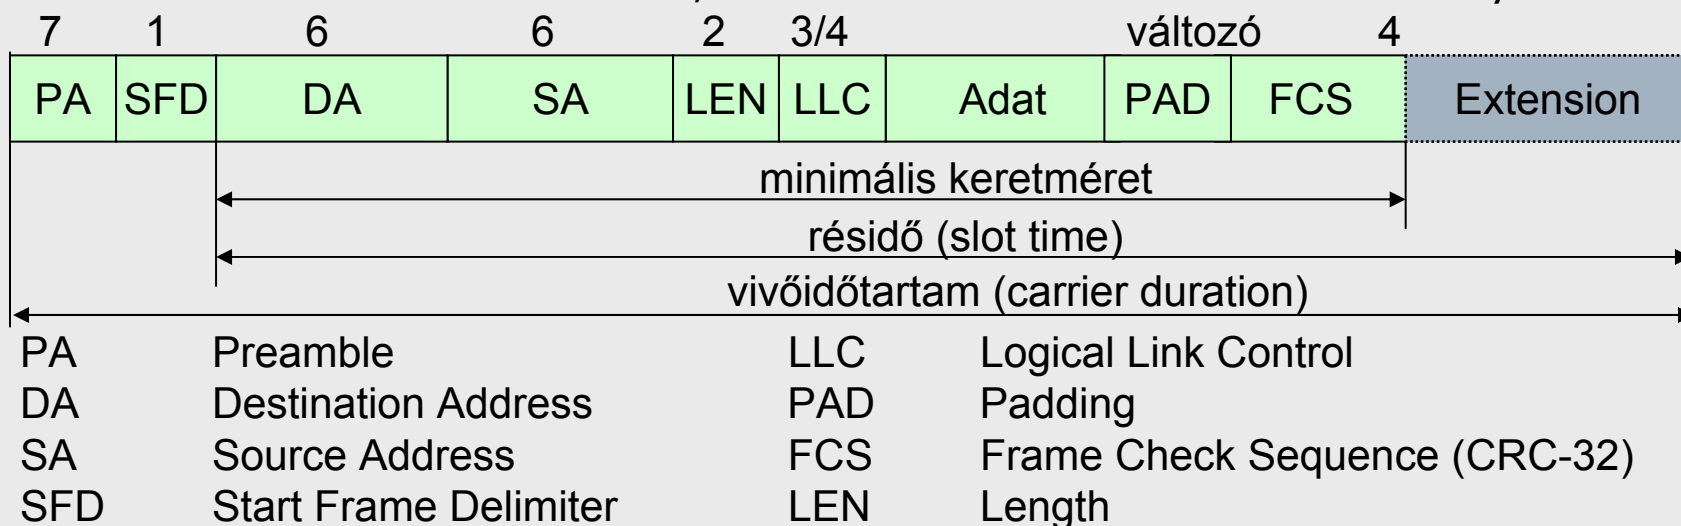 7 1 6 6 2 3/4 változó 4
PA SFD DA SA LEN LLC Adat PAD FCS Extension
minimális keretméret
résidő (slot time)
vivőidőtartam (carrier duration)
PA Preamble LLC Logical Link Control
DA Destination Address PAD Padding
SA Source Address FCS Frame Check Sequence (CRC-32)
SFD Start Frame Delimiter LEN Length